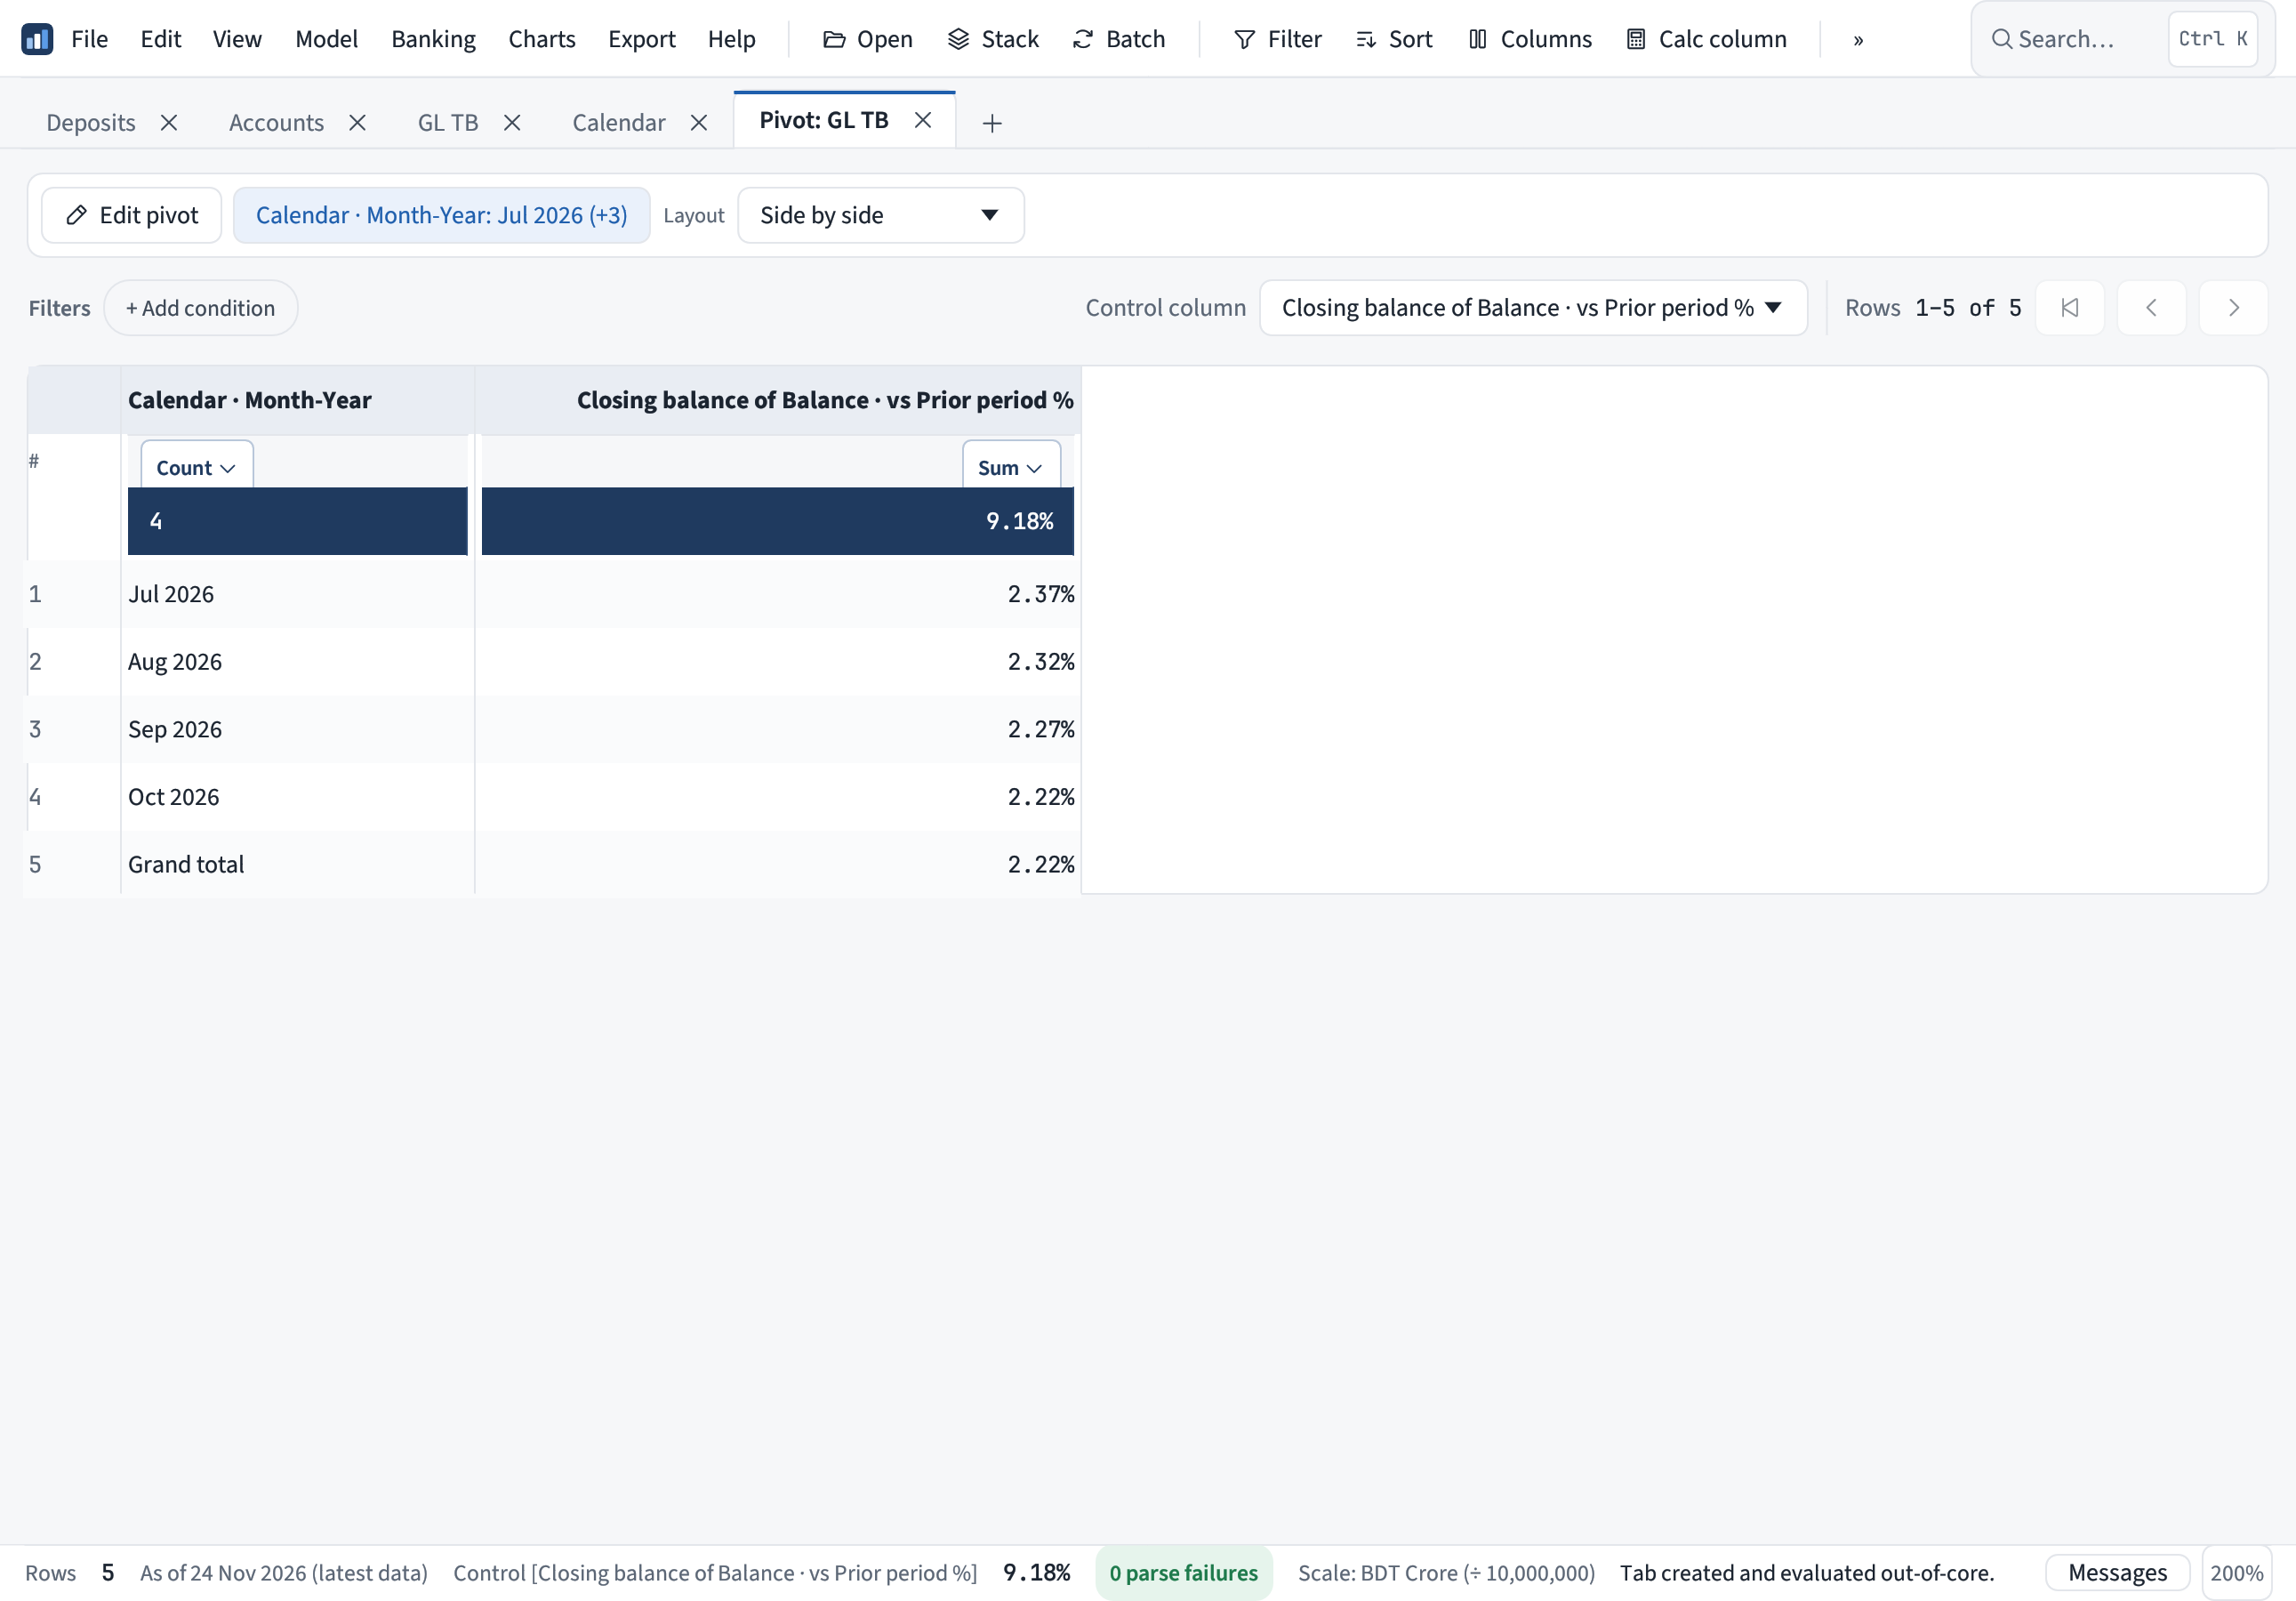 File Edit View Model Banking Charts Export Help Open Stack Batch Filter Sort Columns Calc column » Search… Ctrl K
Deposits Accounts GL TB Calendar Pivot: GL TB +
Edit pivot Calendar · Month-Year: Jul 2026 (+3) Layout Side by side
Filters + Add condition Control column Closing balance of Balance · vs Prior period % Rows 1–5 of 5
Calendar · Month-Year Closing balance of Balance · vs Prior period %
# Count Sum
4 9.18%
1 Jul 2026 2.37%
2 Aug 2026 2.32%
3 Sep 2026 2.27%
4 Oct 2026 2.22%
5 Grand total 2.22%
Rows 5 As of 24 Nov 2026 (latest data) Control [Closing balance of Balance · vs Prior period %] 9.18% 0 parse failures Scale: BDT Crore (÷ 10,000,000) Tab created and evaluated out-of-core. Messages 200%